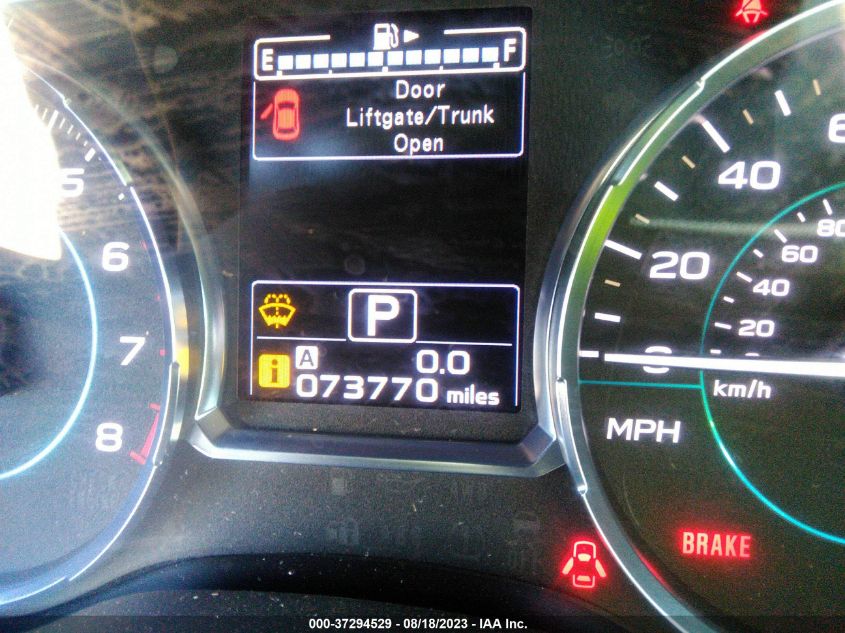 E F
Door
Liftgate/Trunk
Open
5
6
7
8
P
A 0.0
i 073770 miles
40
20
0
80
60
40
20
km/h
MPH
BRAKE
000-37294529 - 08/18/2023 - IAA Inc.